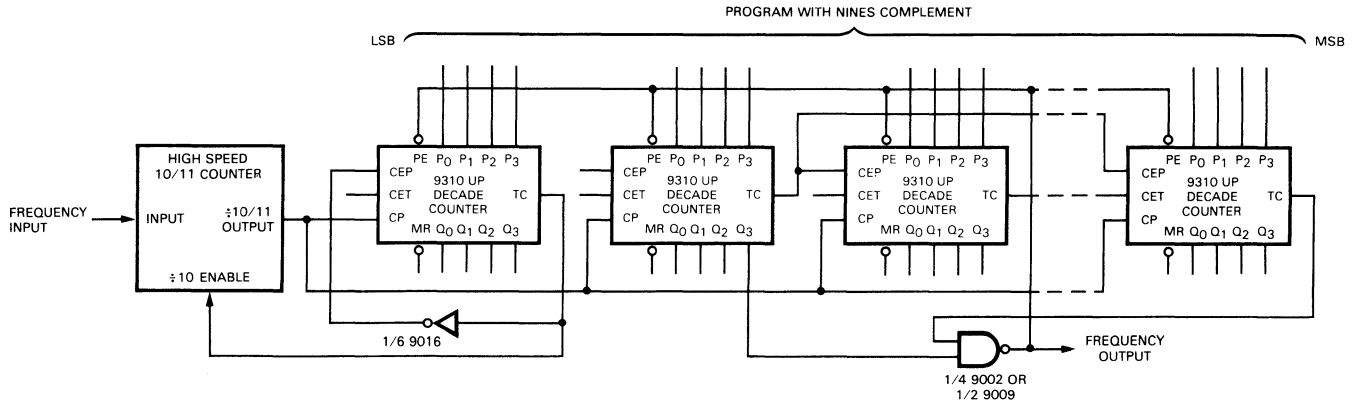 PROGRAM WITH NINES COMPLEMENT
LSB
MSB
HIGH SPEED
10/11 COUNTER
FREQUENCY
INPUT
INPUT
÷10/11
OUTPUT
÷10 ENABLE
PE P0 P1 P2 P3
CEP
9310 UP
CET DECADE TC
COUNTER
CP
MR Q0 Q1 Q2 Q3
PE P0 P1 P2 P3
CEP
9310 UP
CET DECADE TC
COUNTER
CP
MR Q0 Q1 Q2 Q3
PE P0 P1 P2 P3
CEP
9310 UP
CET DECADE TC
COUNTER
CP
MR Q0 Q1 Q2 Q3
PE P0 P1 P2 P3
CEP
9310 UP
CET DECADE TC
COUNTER
CP
MR Q0 Q1 Q2 Q3
1/6 9016
FREQUENCY
OUTPUT
1/4 9002 OR
1/2 9009